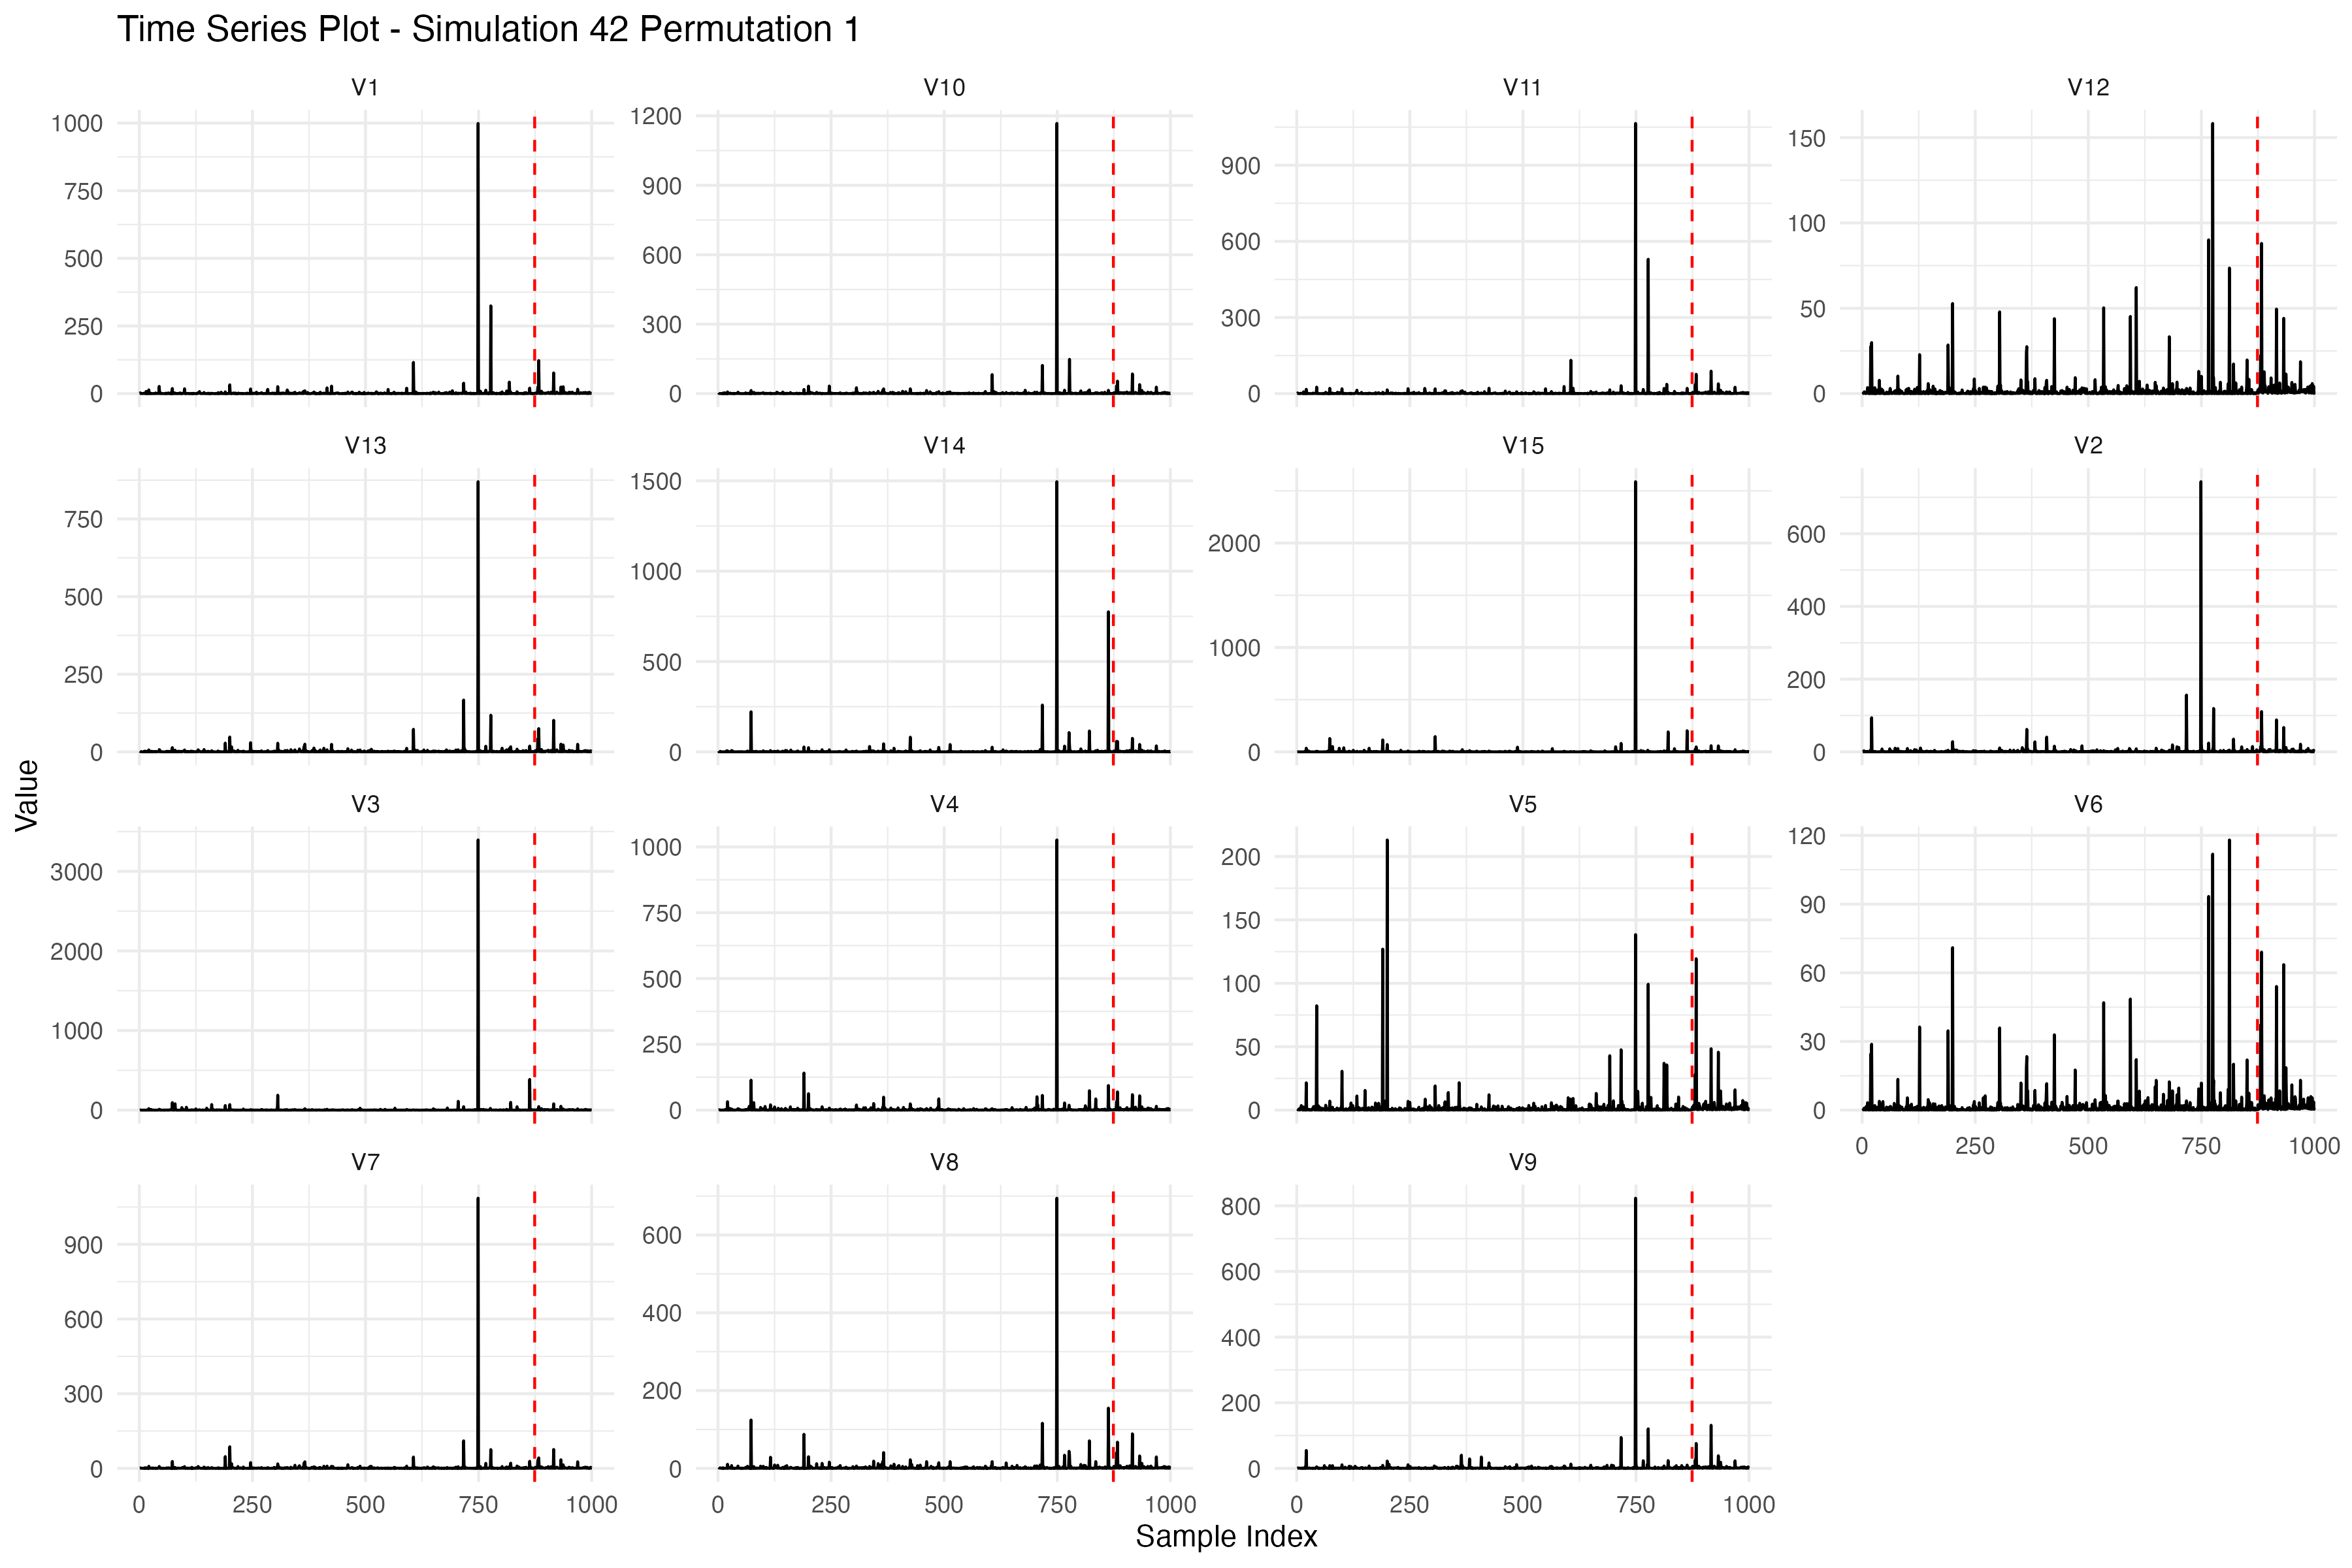 Time Series Plot - Simulation 42 Permutation 1
V1
V10
V11
V12
1000
750
500
250
0
1200
900
600
300
0
900
600
300
0
150
100
50
0
V13
V14
V15
V2
750
500
250
0
1500
1000
500
0
2000
1000
0
600
400
200
0
Value
V3
V4
V5
V6
3000
2000
1000
0
1000
750
500
250
0
200
150
100
50
0
120
90
60
30
0
0 250 500 750 1000
V7
V8
V9
900
600
300
0
600
400
200
0
800
600
400
200
0
0 250 500 750 1000
0 250 500 750 1000
0 250 500 750 1000
Sample Index